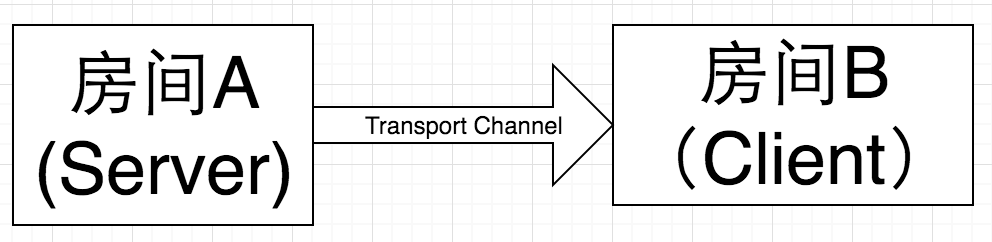 房间A
(Server)
Transport Channel
房间B
（Client）